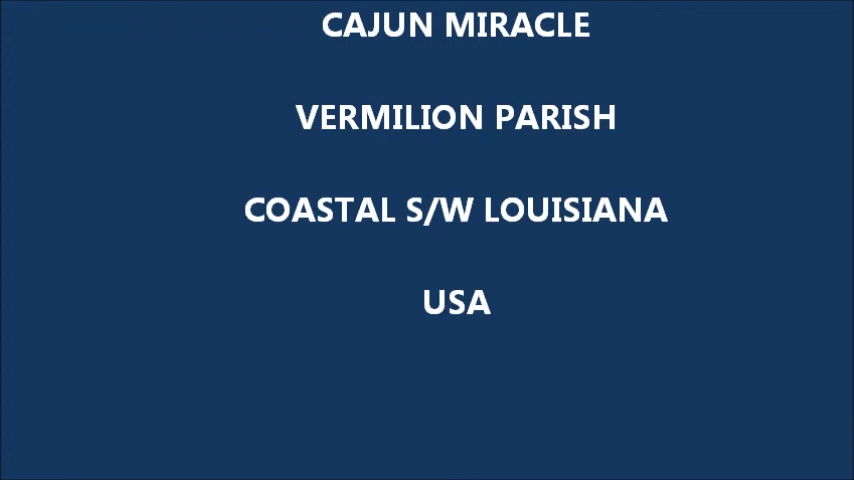 CAJUN MIRACLE
VERMILION PARISH
COASTAL S/W LOUISIANA
USA